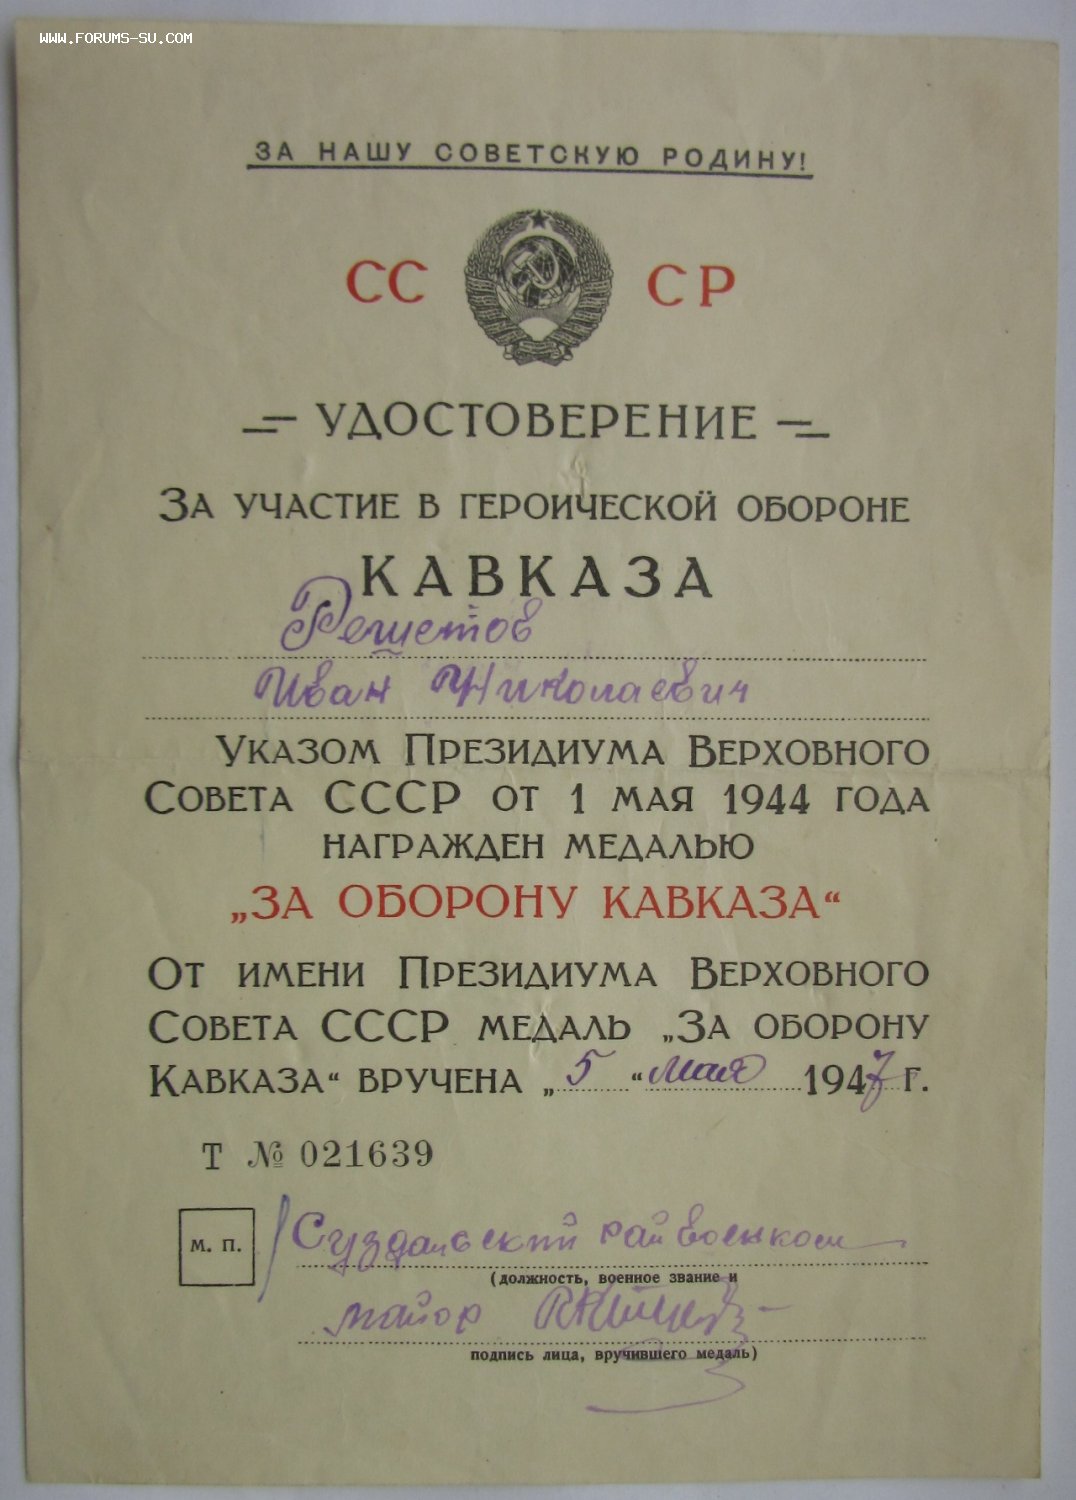 WWW.FORUMS-SU.COM
ЗА НАШУ СОВЕТСКУЮ РОДИНУ!
СС СР
УДОСТОВЕРЕНИЕ
ЗА УЧАСТИЕ В ГЕРОИЧЕСКОЙ ОБОРОНЕ
КАВКАЗА
Решетов
Иван Николаевич
УКАЗОМ ПРЕЗИДИУМА ВЕРХОВНОГО
СОВЕТА СССР ОТ 1 МАЯ 1944 ГОДА
НАГРАЖДЕН МЕДАЛЬЮ
„ЗА ОБОРОНУ КАВКАЗА“
ОТ ИМЕНИ ПРЕЗИДИУМА ВЕРХОВНОГО
СОВЕТА СССР МЕДАЛЬ „ЗА ОБОРОНУ
КАВКАЗА“ ВРУЧЕНА „5“ мая 1947 Г.
Т № 021639
М. П. Суздальский райвоенком
(должность, военное звание и
майор
подпись лица, вручившего медаль)